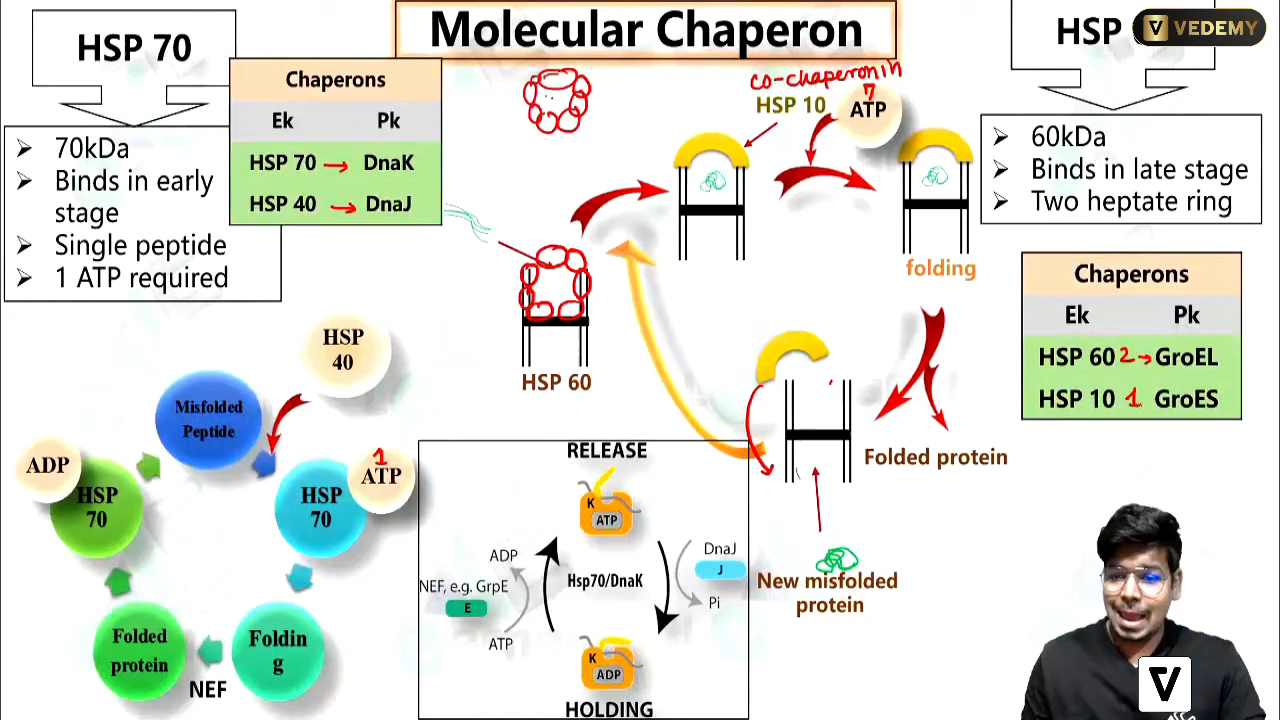 Molecular Chaperon
HSP 70
70kDa
Binds in early
stage
Single peptide
1 ATP required
Chaperons
Ek Pk
HSP 70 → DnaK
HSP 40 → DnaJ
co-chaperonin
HSP 10
7
ATP
folding
HSP 60
Folded protein
New misfolded
protein
HSP
VEDEMY
60kDa
Binds in late stage
Two heptate ring
Chaperons
Ek Pk
HSP 60 2→ GroEL
HSP 10 1 GroES
HSP
40
Misfolded
Peptide
ADP
HSP
70
1
ATP
HSP
70
Folded
protein
NEF
Foldin
g
RELEASE
K
ATP
ADP
NEF, e.g. GrpE
E
ATP
Hsp70/DnaK
DnaJ
J
Pi
K
ADP
HOLDING